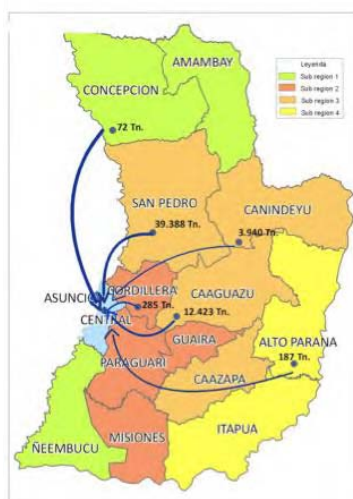 Leyenda
Sub region 1
Sub region 2
Sub region 3
Sub region 4
AMAMBAY
CONCEPCION
72 Tn.
SAN PEDRO
CANINDEYU
39.388 Tn.
3.940 Tn.
ASUNCIO
CORDILLERA
285 Tn.
CAAGUAZU
12.423 Tn.
CENTRAL
GUAIRA
ALTO PARANA
187 Tn.
PARAGUARI
CAAZAPA
ÑEEMBUCU
MISIONES
ITAPUA